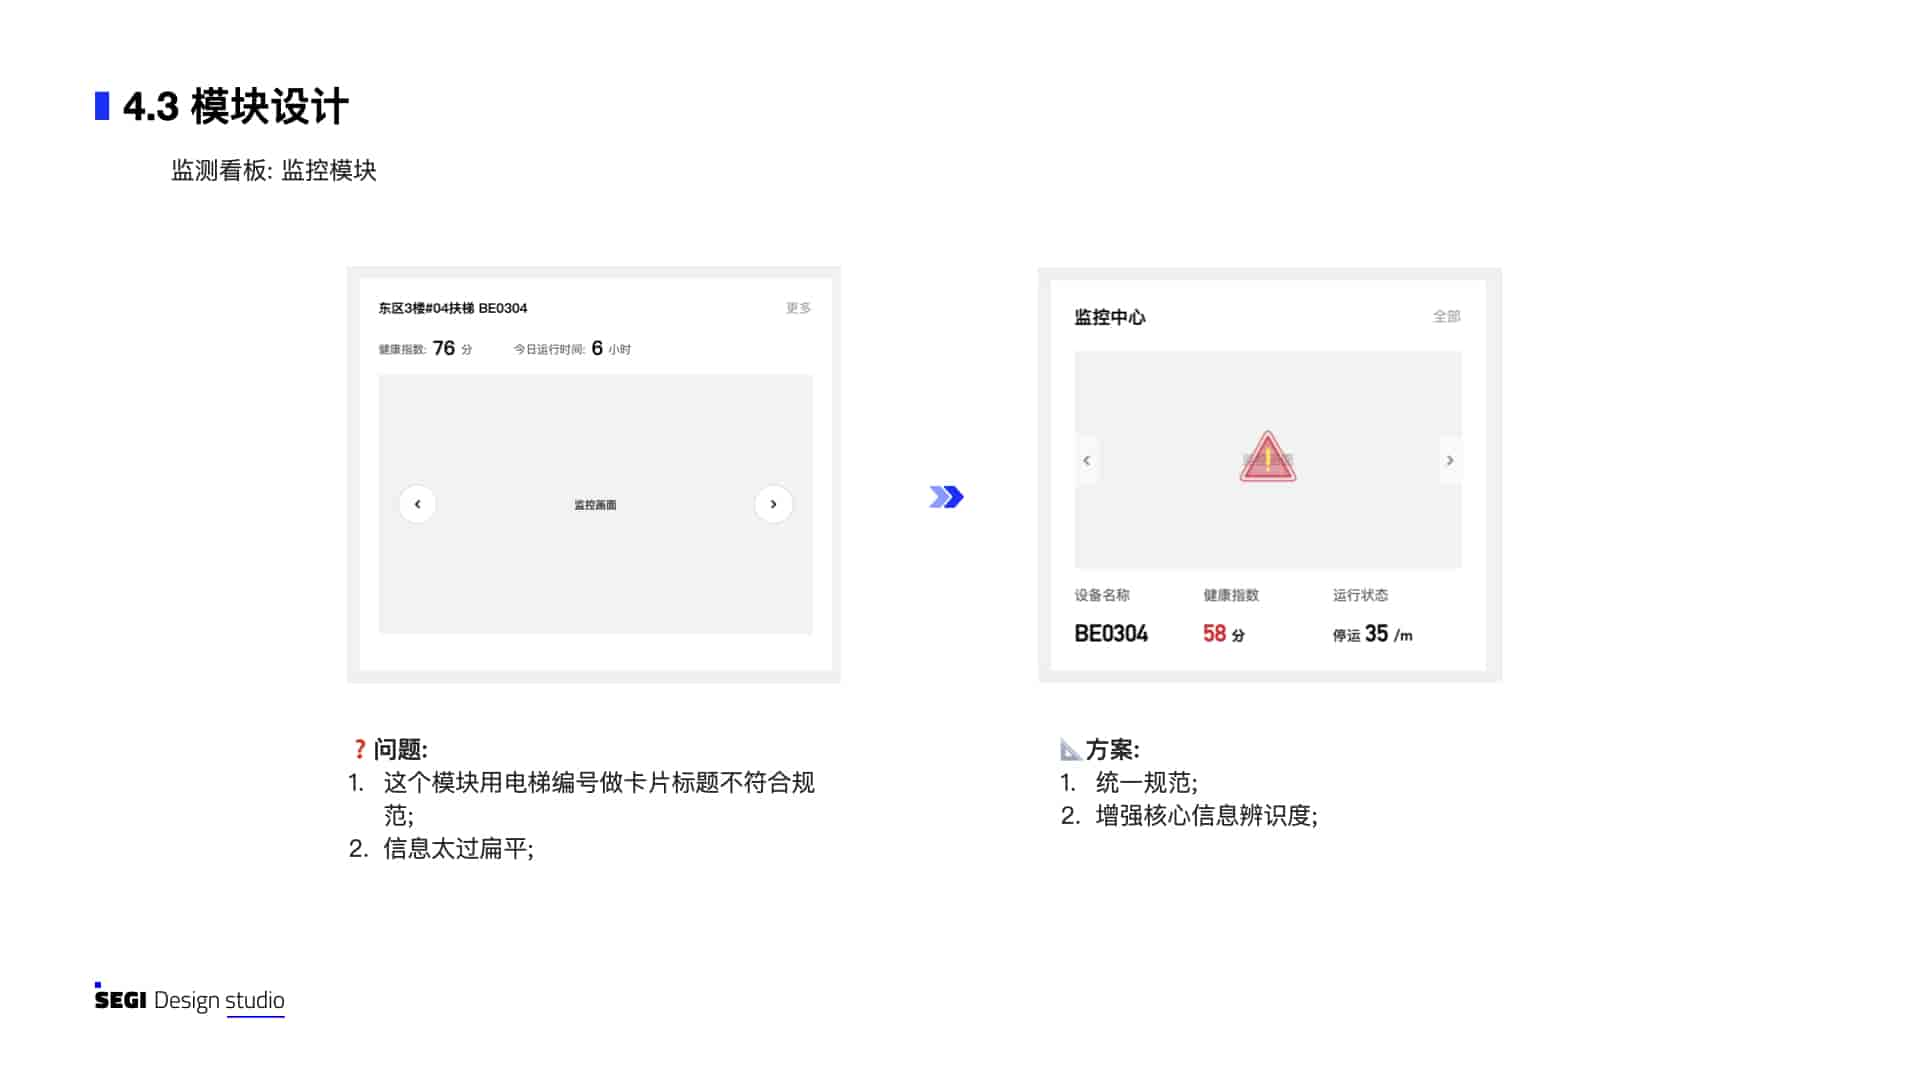 4.3 模块设计
监测看板: 监控模块
东区3楼#04扶梯 BE0304
更多
健康指数: 76 分 今日运行时间: 6 小时
监控画面
监控中心
全部
设备名称 健康指数 运行状态
BE0304 58 分 停运 35 /m
❓问题:
1. 这个模块用电梯编号做卡片标题不符合规
范;
2. 信息太过扁平;
📐方案:
1. 统一规范;
2. 增强核心信息辨识度;
SEGI Design studio